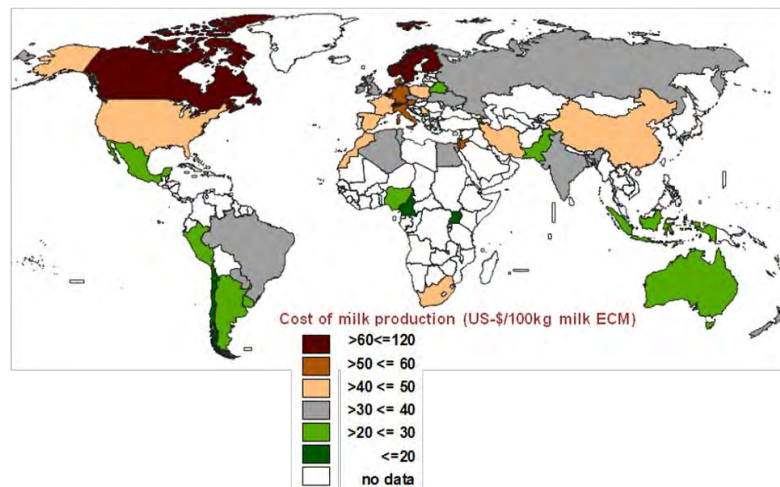 Cost of milk production (US-$/100kg milk ECM)
>60<=120
>50 <= 60
>40 <= 50
>30 <= 40
>20 <= 30
<=20
no data